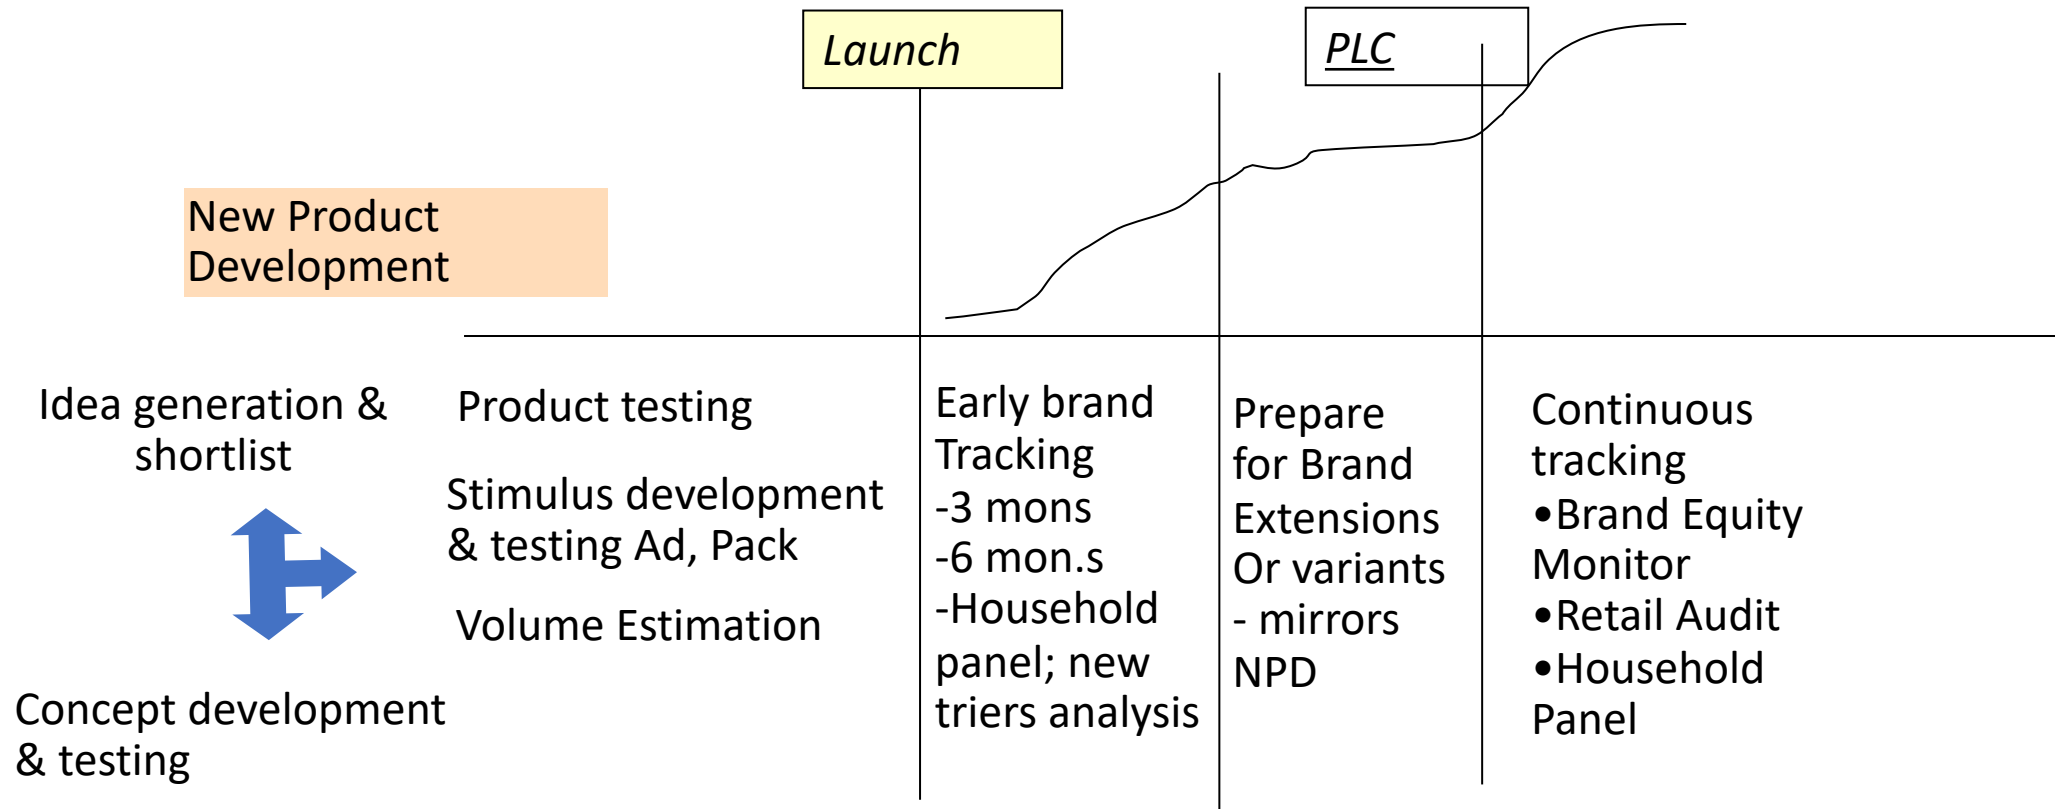 Launch
PLC
New Product
Development
Idea generation &
shortlist
Concept development
& testing
Product testing
Stimulus development
& testing Ad, Pack
Volume Estimation
Early brand
Tracking
-3 mons
-6 mon.s
-Household
panel; new
triers analysis
Prepare
for Brand
Extensions
Or variants
- mirrors
NPD
Continuous
tracking
•Brand Equity
Monitor
•Retail Audit
•Household
Panel